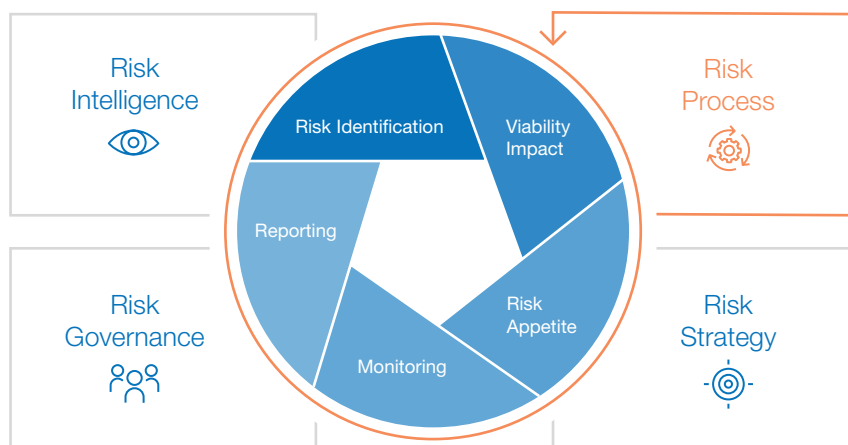 Risk
Intelligence
Risk
Process
Risk Identification
Viability
Impact
Reporting
Risk
Appetite
Monitoring
Risk
Governance
Risk
Strategy